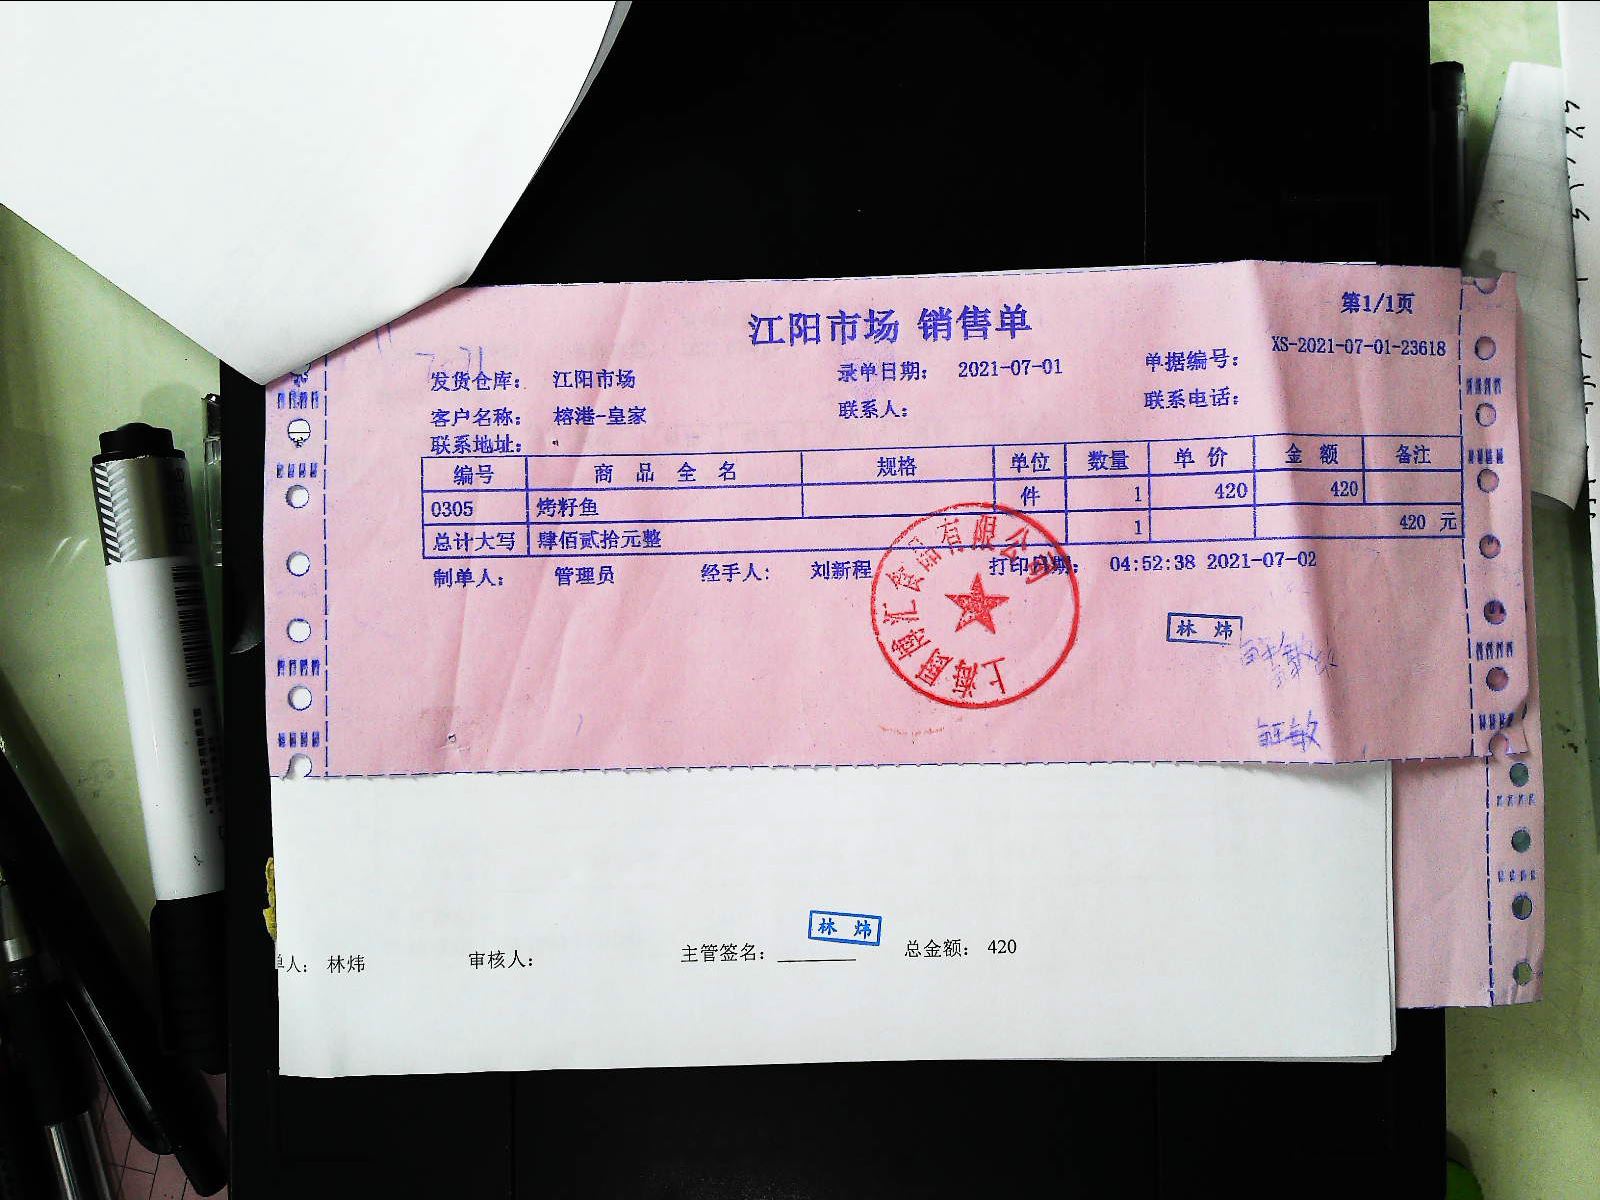 江阳市场 销售单
第1/1页
发货仓库: 江阳市场 录单日期: 2021-07-01 单据编号: XS-2021-07-01-23618
客户名称: 榕港-皇家 联系人: 联系电话:
联系地址:
编号 商 品 全 名 规格 单位 数量 单 价 金 额 备注
0305 烤籽鱼 件 1 420 420
总计大写 肆佰贰拾元整 1 420 元
制单人: 管理员 经手人: 刘新程 打印日期: 04:52:38 2021-07-02
林 炜
林 炜
单人: 林炜 审核人: 主管签名: 总金额: 420